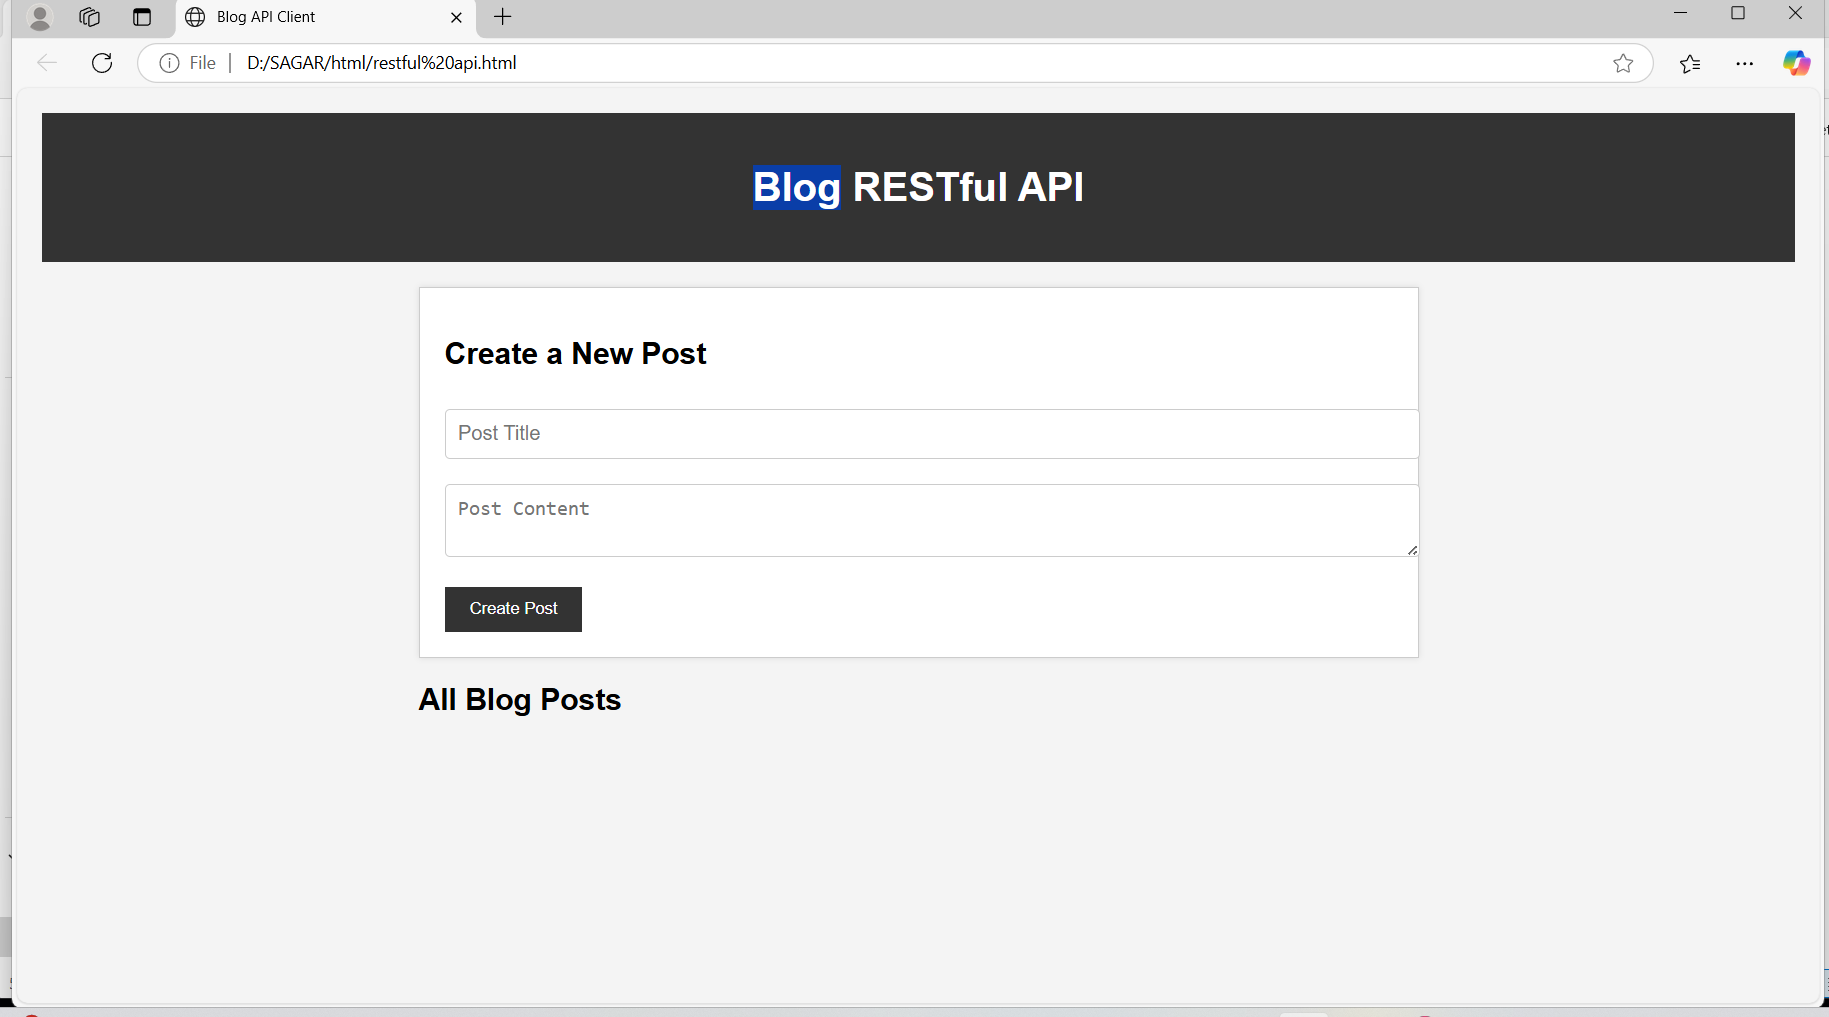 Blog API Client
File
D:/SAGAR/html/restful%20api.html
Blog RESTful API
Create a New Post
Post Title
Post Content
Create Post
All Blog Posts